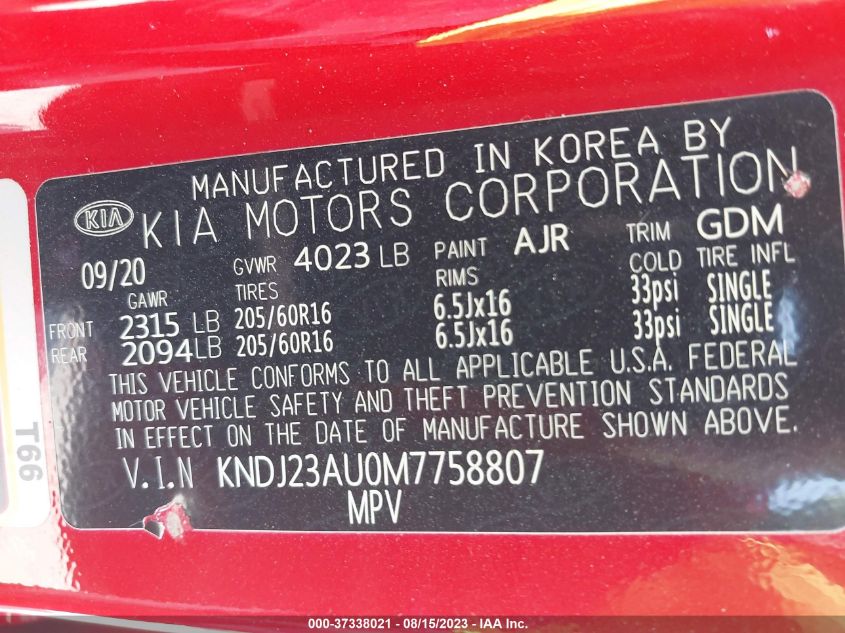 MANUFACTURED IN KOREA BY
KIA KIA MOTORS CORPORATION
09/20 GVWR 4023 LB PAINT AJR TRIM GDM
GAWR TIRES RIMS COLD TIRE INFL
FRONT 2315 LB 205/60R16 6.5Jx16 33psi SINGLE
REAR 2094LB 205/60R16 6.5Jx16 33psi SINGLE
THIS VEHICLE CONFORMS TO ALL APPLICABLE U.S.A. FEDERAL
MOTOR VEHICLE SAFETY AND THEFT PREVENTION STANDARDS
IN EFFECT ON THE DATE OF MANUFACTURE SHOWN ABOVE.
V.I.N KNDJ23AU0M7758807
MPV
T66
000-37338021 - 08/15/2023 - IAA Inc.